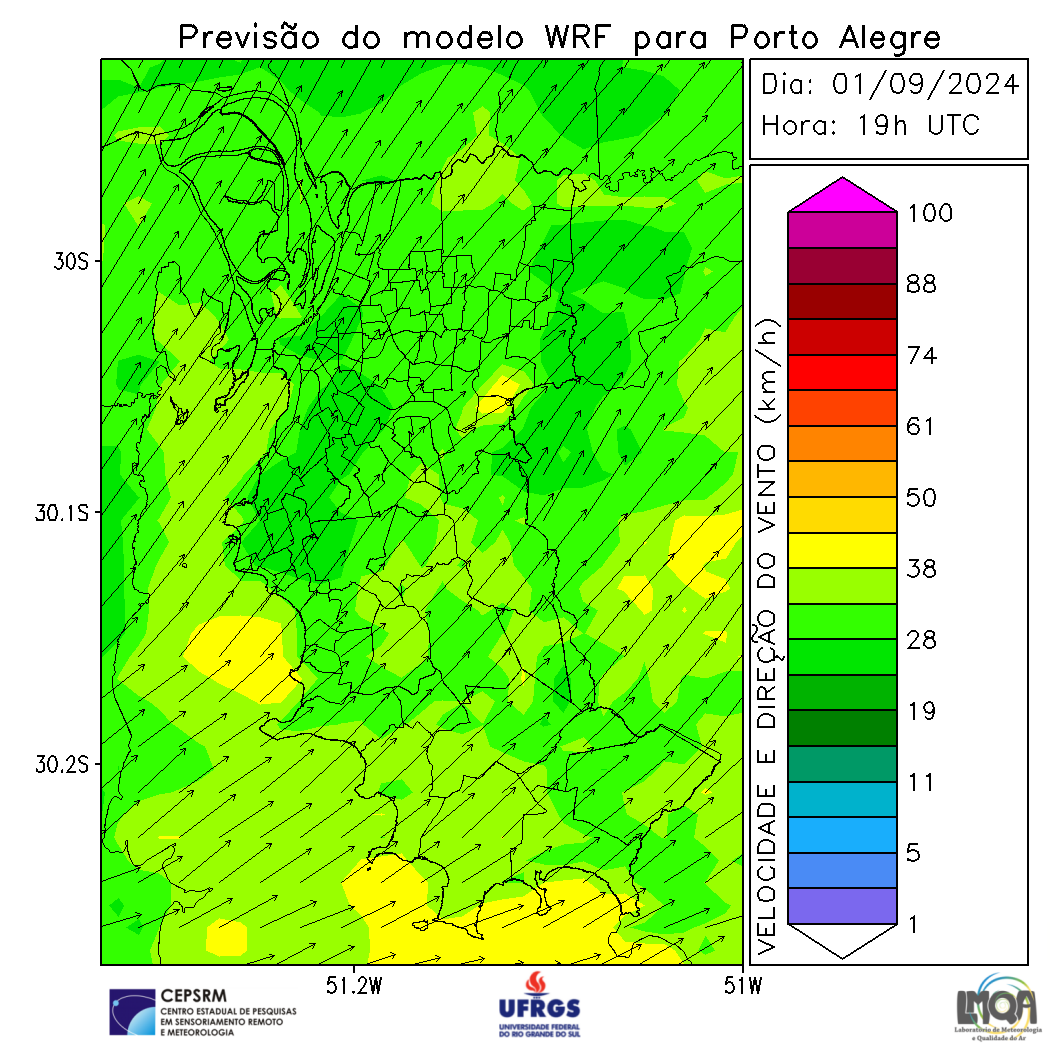 Previsão do modelo WRF para Porto Alegre
Dia: 01/09/2024
Hora: 19h UTC
30S
30.1S
30.2S
51.2W
51W
VELOCIDADE E DIREÇÃO DO VENTO (km/h)
100
88
74
61
50
38
28
19
11
5
1
CEPSRM
CENTRO ESTADUAL DE PESQUISAS
EM SENSORIAMENTO REMOTO
E METEOROLOGIA
UFRGS
UNIVERSIDADE FEDERAL
DO RIO GRANDE DO SUL
LMQA
Laboratório de Meteorologia
e Qualidade do Ar